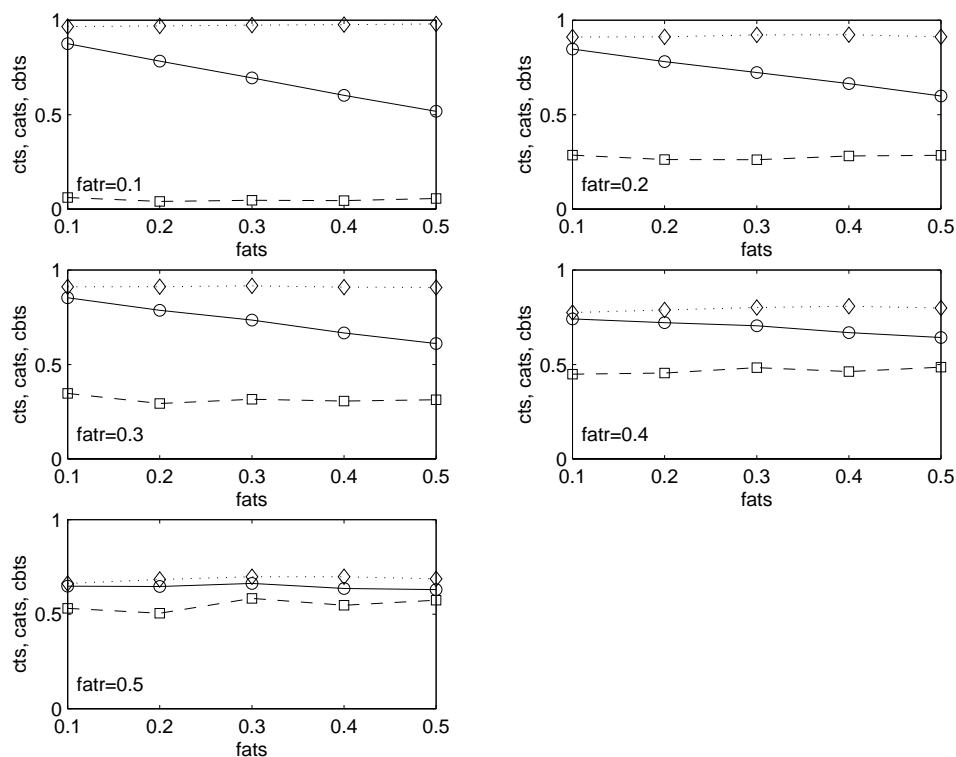 1
0.5
0
cts, cats, cbts
fatr=0.1
0.1 0.2 0.3 0.4 0.5
fats
1
0.5
0
cts, cats, cbts
fatr=0.2
0.1 0.2 0.3 0.4 0.5
fats
1
0.5
0
cts, cats, cbts
fatr=0.3
0.1 0.2 0.3 0.4 0.5
fats
1
0.5
0
cts, cats, cbts
fatr=0.4
0.1 0.2 0.3 0.4 0.5
fats
1
0.5
0
cts, cats, cbts
fatr=0.5
0.1 0.2 0.3 0.4 0.5
fats